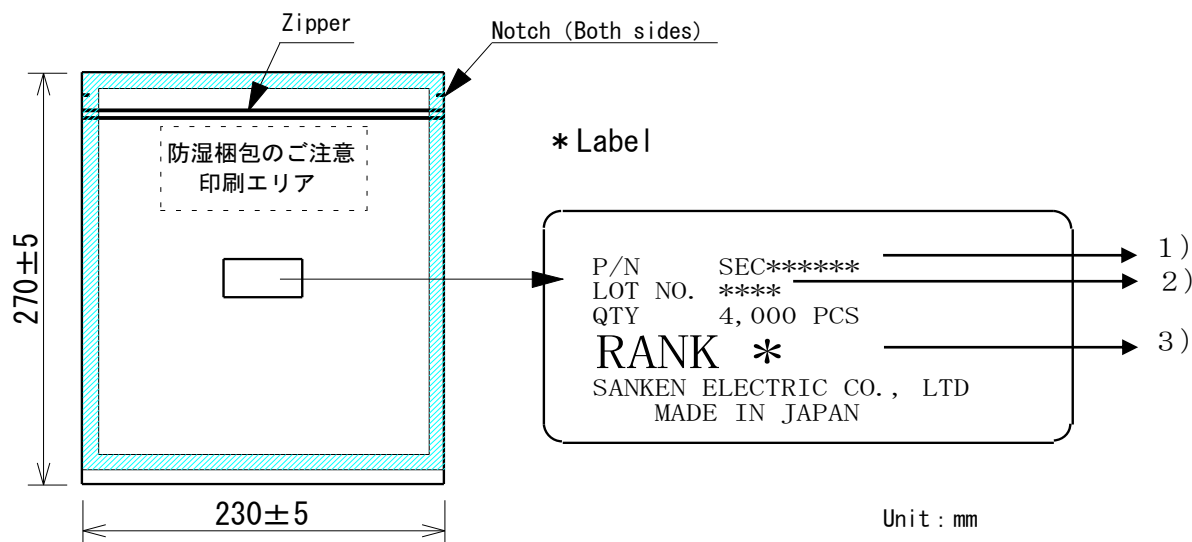 Zipper
Notch (Both sides)
防湿梱包のご注意
印刷エリア
270±5
230±5
*Label
P/N SEC******
LOT NO. ****
QTY 4,000 PCS
RANK *
SANKEN ELECTRIC CO., LTD
MADE IN JAPAN
1)
2)
3)
Unit:mm